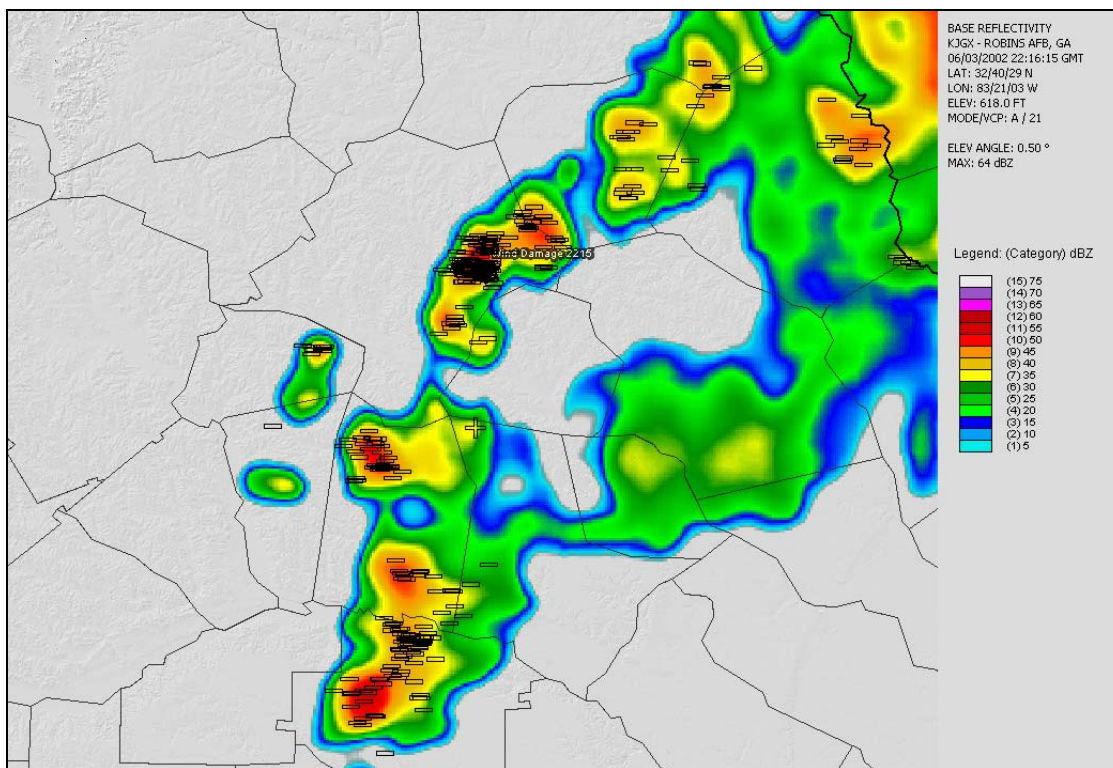 BASE REFLECTIVITY
KJGX - ROBINS AFB, GA
06/03/2002 22:16:15 GMT
LAT: 32/40/29 N
LON: 83/21/03 W
ELEV: 618.0 FT
MODE/VCP: A / 21
ELEV ANGLE: 0.50 °
MAX: 64 dBZ
Legend: (Category) dBZ
(15) 75
(14) 70
(13) 65
(12) 60
(11) 55
(10) 50
(9) 45
(8) 40
(7) 35
(6) 30
(5) 25
(4) 20
(3) 15
(2) 10
(1) 5
Wind Damage 2215